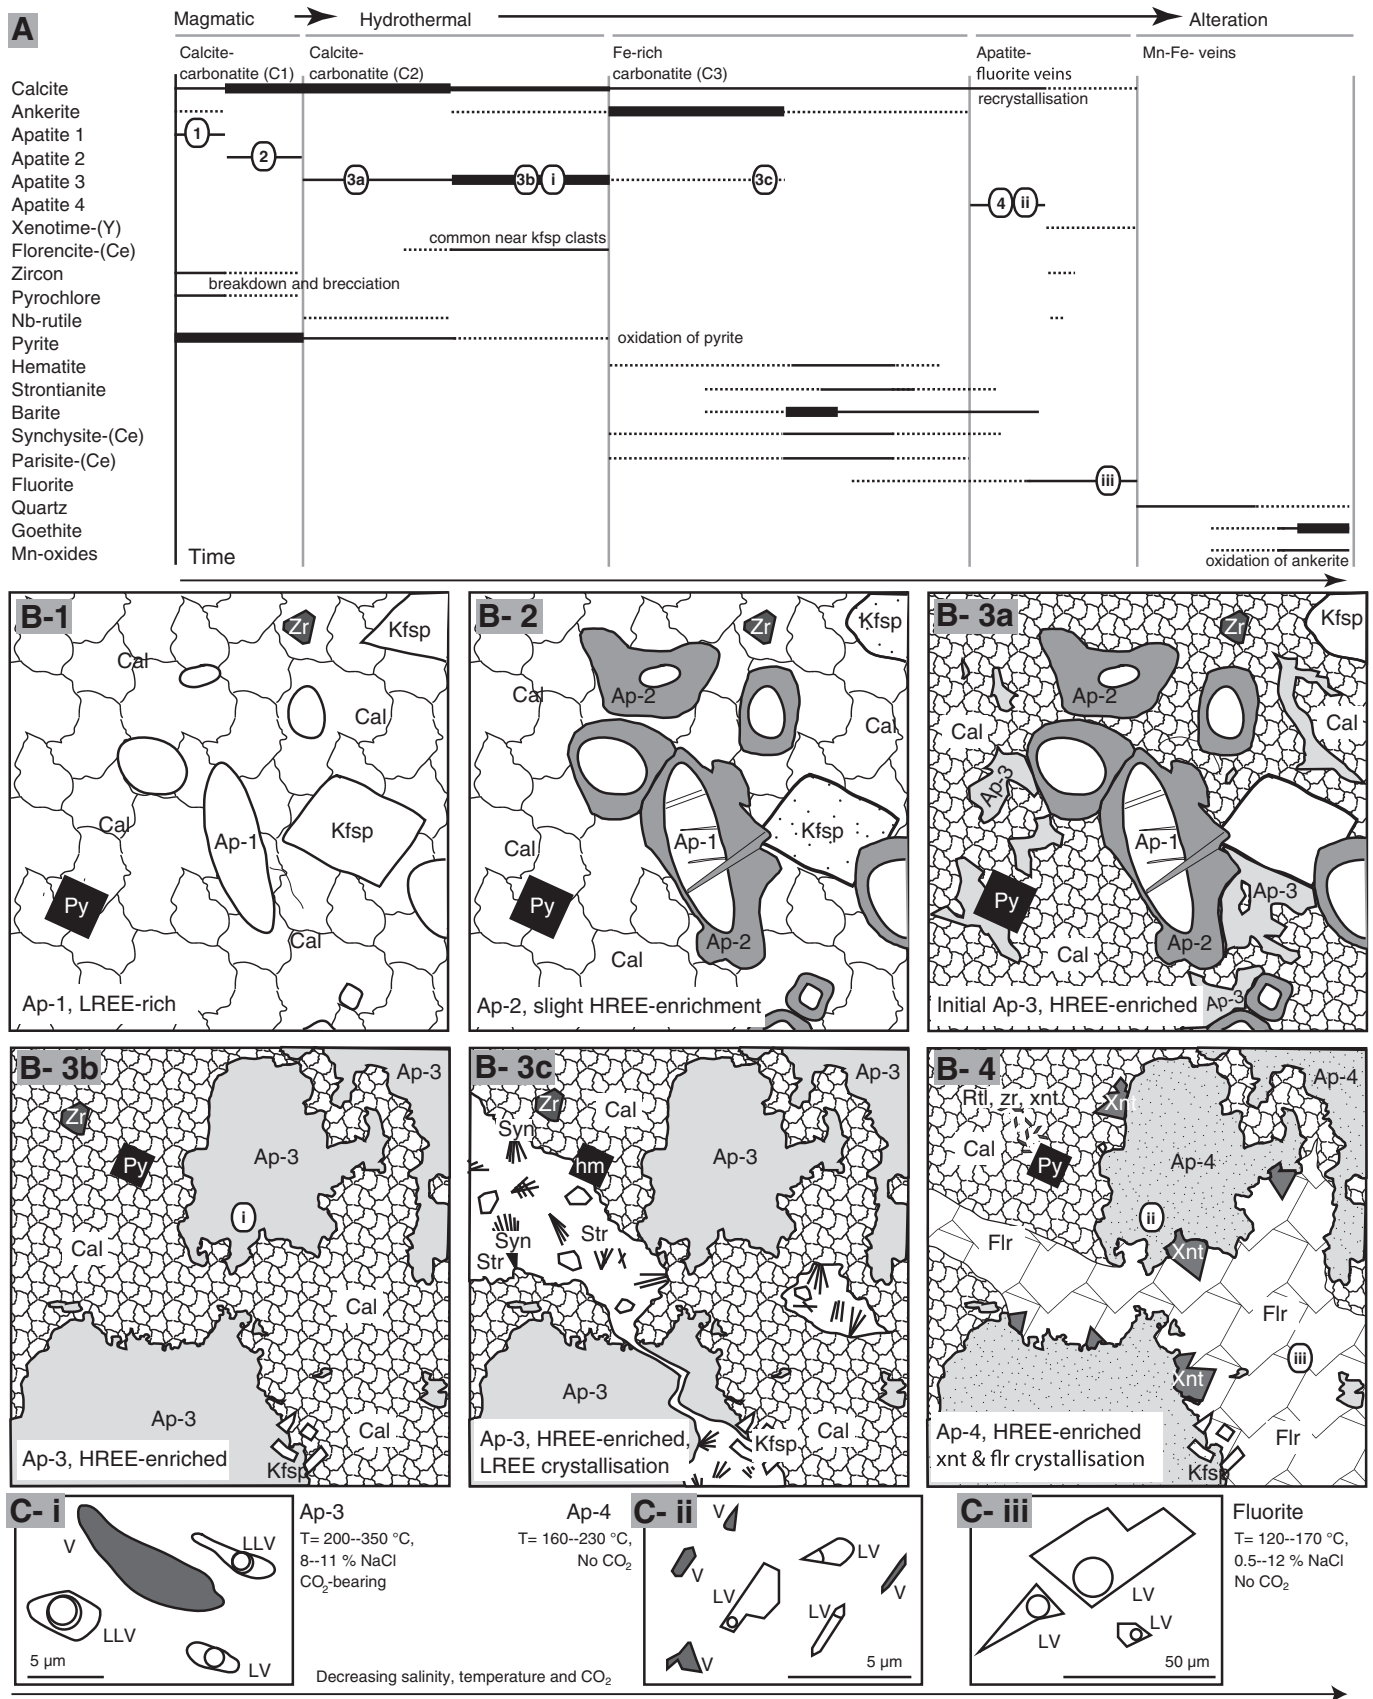 A
Magmatic
Hydrothermal
Alteration
Calcite-
carbonatite (C1)
Calcite-
carbonatite (C2)
Fe-rich
carbonatite (C3)
Apatite-
fluorite veins
Mn-Fe- veins
Calcite
recrystallisation
Ankerite
Apatite 1
1
Apatite 2
2
Apatite 3
3a
3b
i
3c
Apatite 4
4
ii
Xenotime-(Y)
Florencite-(Ce)
common near kfsp clasts
Zircon
breakdown and brecciation
Pyrochlore
Nb-rutile
Pyrite
oxidation of pyrite
Hematite
Strontianite
Barite
Synchysite-(Ce)
Parisite-(Ce)
Fluorite
iii
Quartz
Goethite
Mn-oxides
oxidation of ankerite
Time
B-1
Zr
Kfsp
Cal
Cal
Cal
Ap-1
Kfsp
Py
Cal
Ap-1, LREE-rich
B- 2
Zr
Kfsp
Cal
Ap-2
Cal
Cal
Ap-1
Kfsp
Py
Ap-2
Cal
Ap-2, slight HREE-enrichment
B- 3a
Zr
Kfsp
Ap-2
Cal
Cal
Ap-3
Ap-1
Py
Ap-3
Ap-2
Cal
Ap-3
Initial Ap-3, HREE-enriched
B- 3b
Ap-3
Zr
Py
Ap-3
i
Cal
Cal
Ap-3
Cal
Ap-3, HREE-enriched
Kfsp
B- 3c
Ap-3
Zr
Cal
Syn
hm
Ap-3
Syn
Str
Str
Ap-3
Cal
Kfsp
Ap-3, HREE-enriched,
LREE crystallisation
B- 4
Ap-4
Rtl, zr, xnt
Xnt
Cal
Py
Ap-4
ii
Flr
Xnt
Flr
iii
Xnt
Flr
Kfsp
Ap-4, HREE-enriched
xnt & flr crystallisation
C- i
V
LLV
LLV
LV
5 µm
Ap-3
T= 200--350 °C,
8--11 % NaCl
CO2-bearing
Ap-4
T= 160--230 °C,
No CO2
C- ii
V
V
LV
LV
V
LV
V
5 µm
C- iii
LV
LV
LV
50 µm
Fluorite
T= 120--170 °C,
0.5--12 % NaCl
No CO2
Decreasing salinity, temperature and CO2